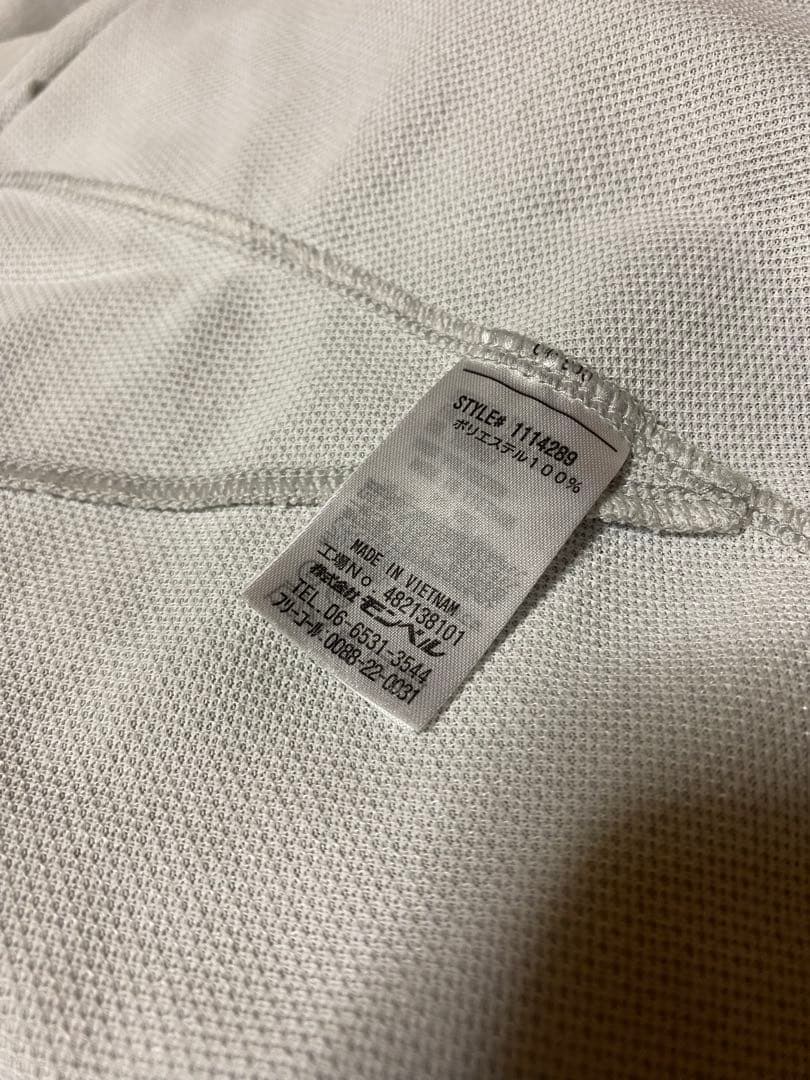 STYLE# 1114289
ポリエステル100%
MADE IN VIETNAM
工場No 482138101
株式会社 モンベル
TEL.06-6531-3544
フリーコール:0088-22-0031